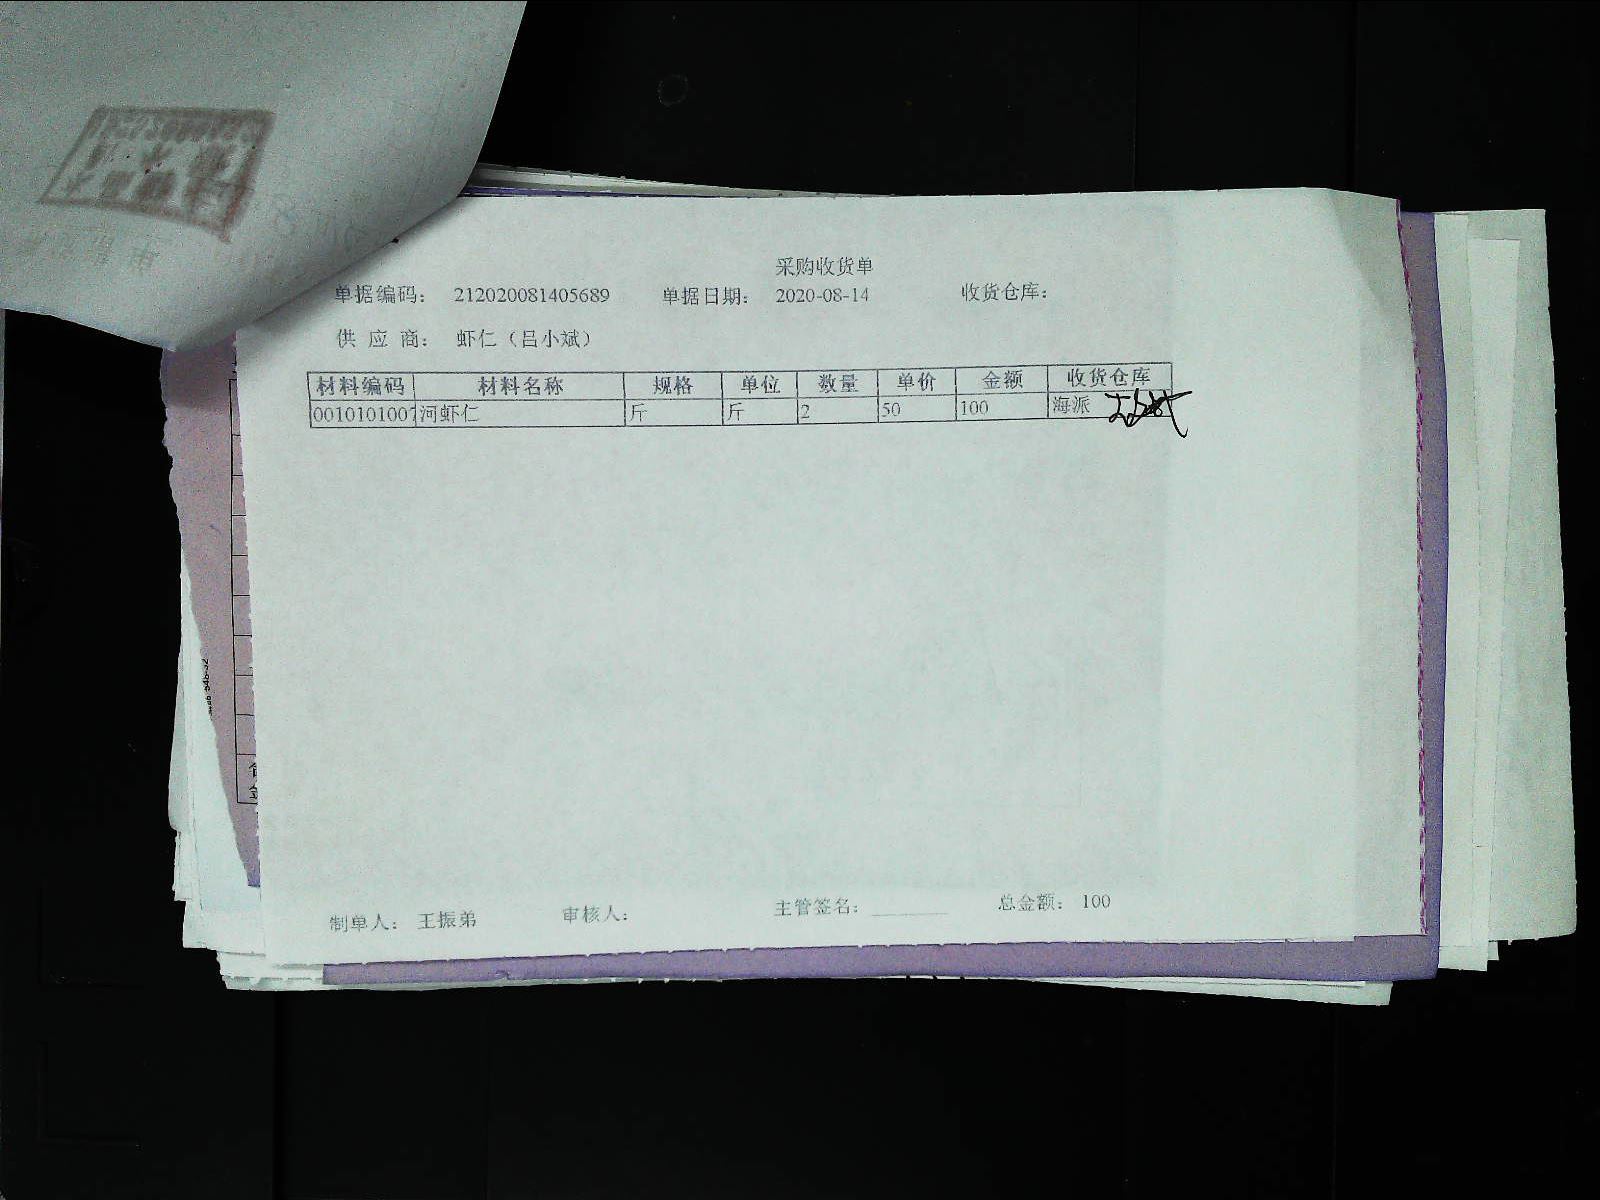 采购收货单
单据编码： 212020081405689 单据日期： 2020-08-14 收货仓库：
供 应 商： 虾仁（吕小斌）
材料编码 材料名称 规格 单位 数量 单价 金额 收货仓库
0010101007 河虾仁 斤 斤 2 50 100 海派
制单人： 王振弟 审核人： 主管签名： 总金额： 100